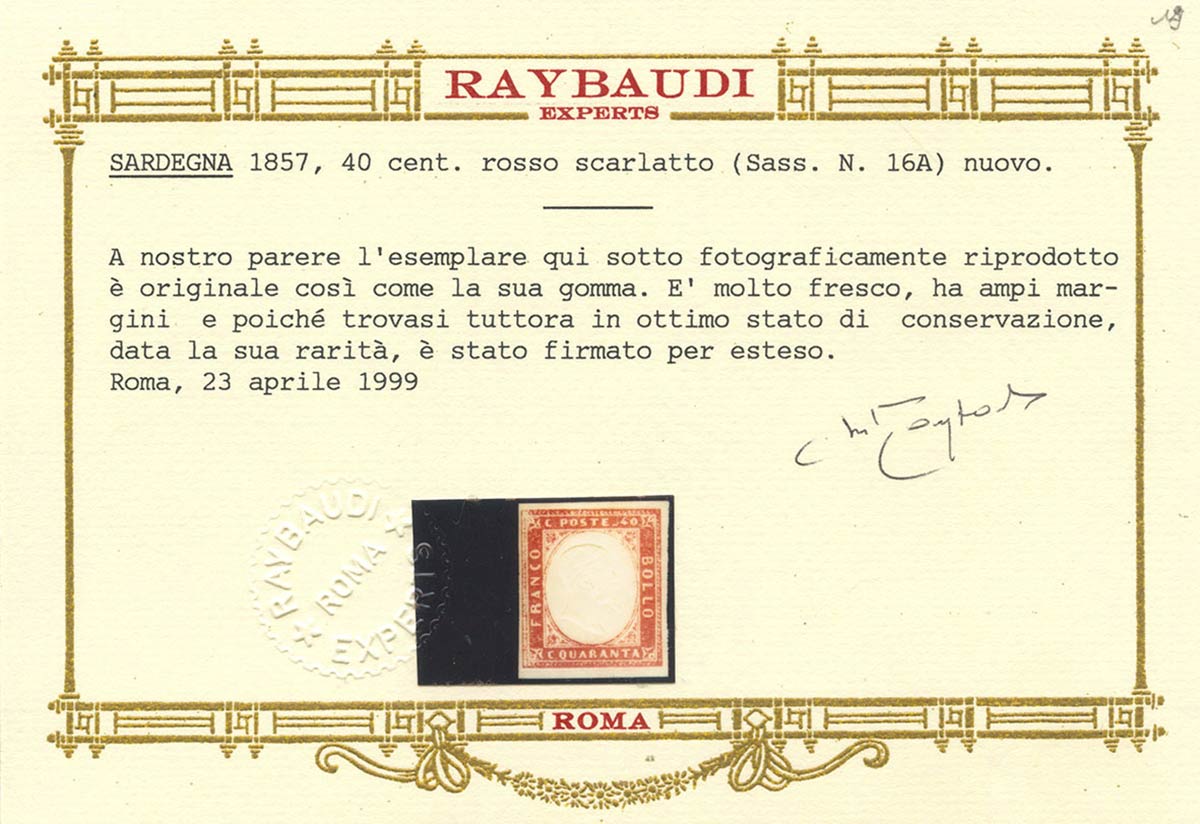 RAYBAUDI
EXPERTS
SARDEGNA 1857, 40 cent. rosso scarlatto (Sass. N. 16A) nuovo.
A nostro parere l'esemplare qui sotto fotograficamente riprodotto
è originale così come la sua gomma. E' molto fresco, ha ampi mar-
gini e poiché trovasi tuttora in ottimo stato di conservazione,
data la sua rarità, è stato firmato per esteso.
Roma, 23 aprile 1999
RAYBAUDI
ROMA
EXPERTS
C POSTE 40
FRANCO
BOLLO
C QUARANTA
ROMA